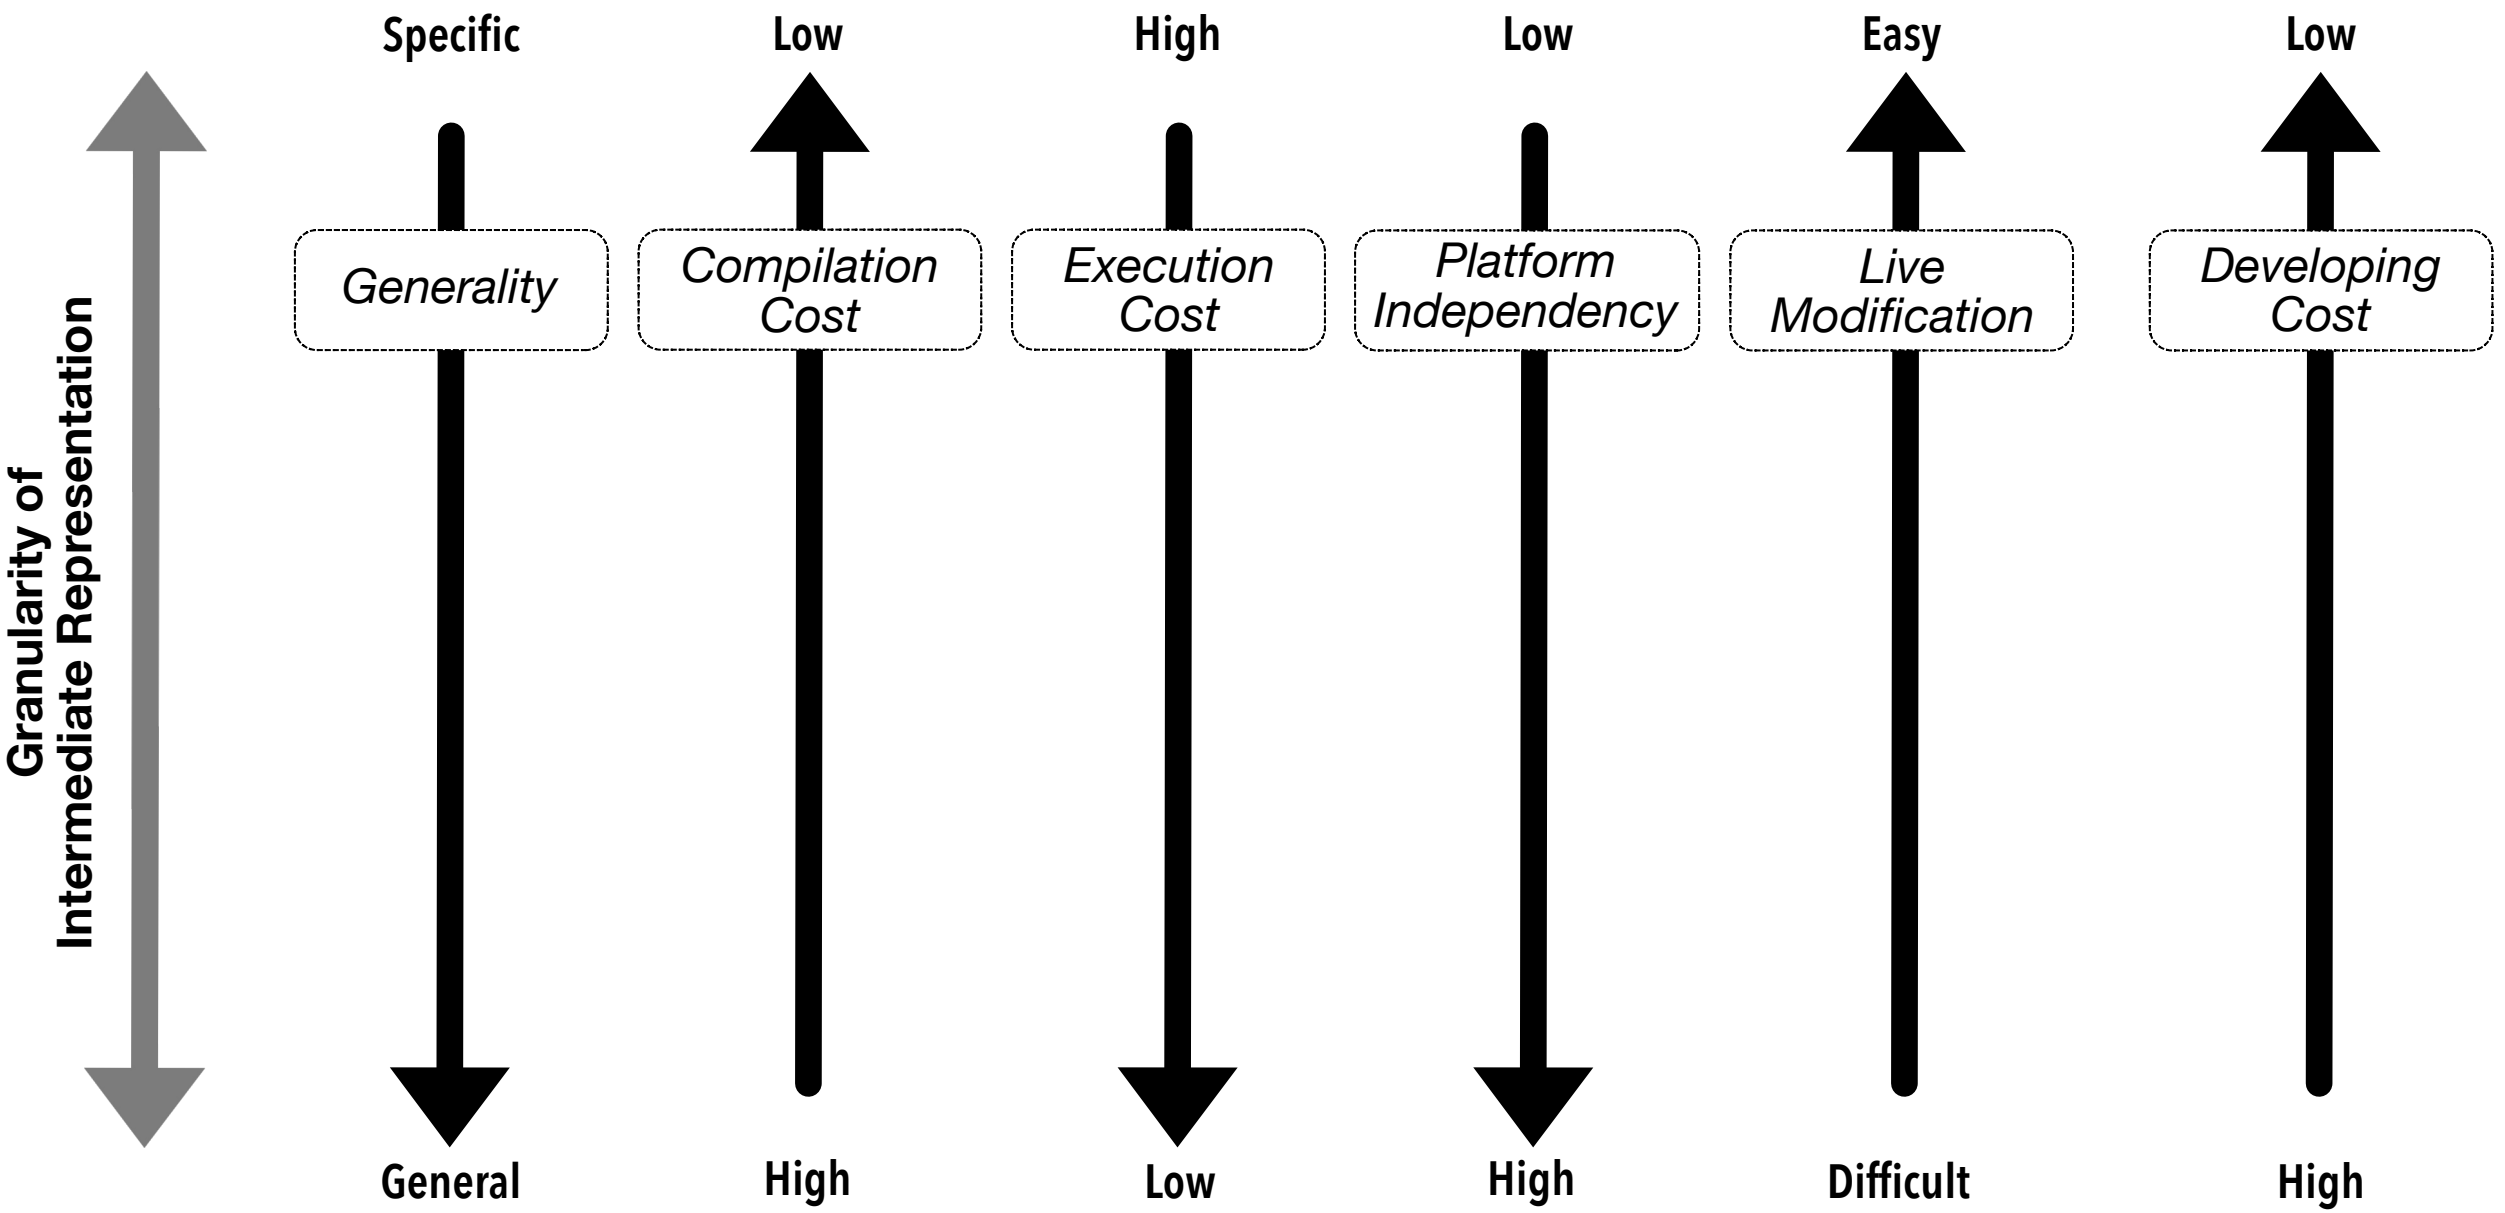 Specific
Low
High
Low
Easy
Low
Granularity of
Intermediate Representation
Generality
Compilation
Cost
Execution
Cost
Platform
Independency
Live
Modification
Developing
Cost
General
High
Low
High
Difficult
High